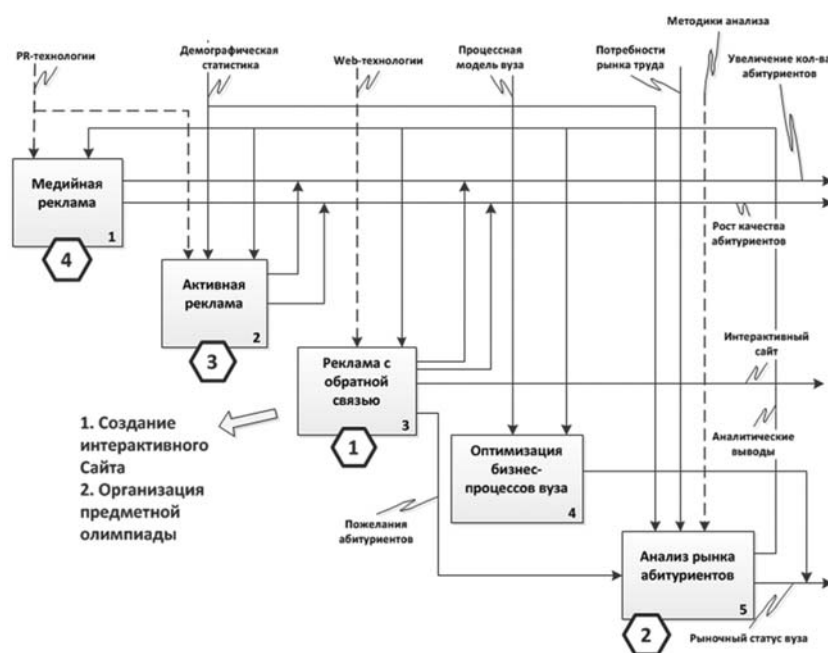 Методики анализа
PR-технологии
Демографическая
статистика
Web-технологии
Процессная
модель вуза
Потребности
рынка труда
Увеличение кол-ва
абитуриентов
Медийная
реклама
1
4
Рост качества
абитуриентов
Активная
реклама
2
3
Реклама с
обратной
связью
3
1
Интерактивный
сайт
1. Создание
интерактивного
Сайта
2. Организация
предметной
олимпиады
Оптимизация
бизнес-
процессов вуза
4
Аналитические
выводы
Пожелания
абитуриентов
Анализ рынка
абитуриентов
5
2
Рыночный статус вуза